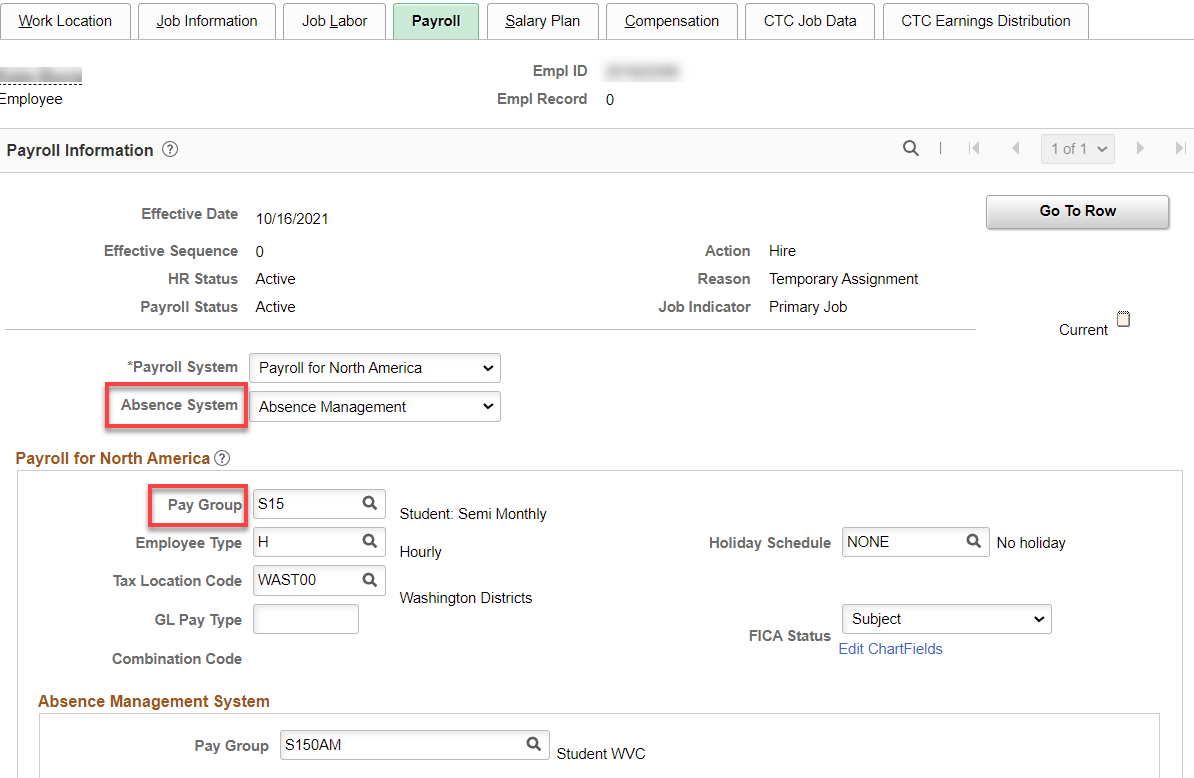 Work Location Job Information Job Labor Payroll Salary Plan Compensation CTC Job Data CTC Earnings Distribution
Empl ID
Employee Empl Record 0
Payroll Information ? | 1 of 1
Effective Date 10/16/2021 Go To Row
Effective Sequence 0 Action Hire
HR Status Active Reason Temporary Assignment
Payroll Status Active Job Indicator Primary Job
Current
*Payroll System Payroll for North America
Absence System Absence Management
Payroll for North America ?
Pay Group S15 Student: Semi Monthly
Employee Type H Hourly Holiday Schedule NONE No holiday
Tax Location Code WAST00 Washington Districts
GL Pay Type FICA Status Subject
Edit ChartFields
Combination Code
Absence Management System
Pay Group S150AM Student WVC